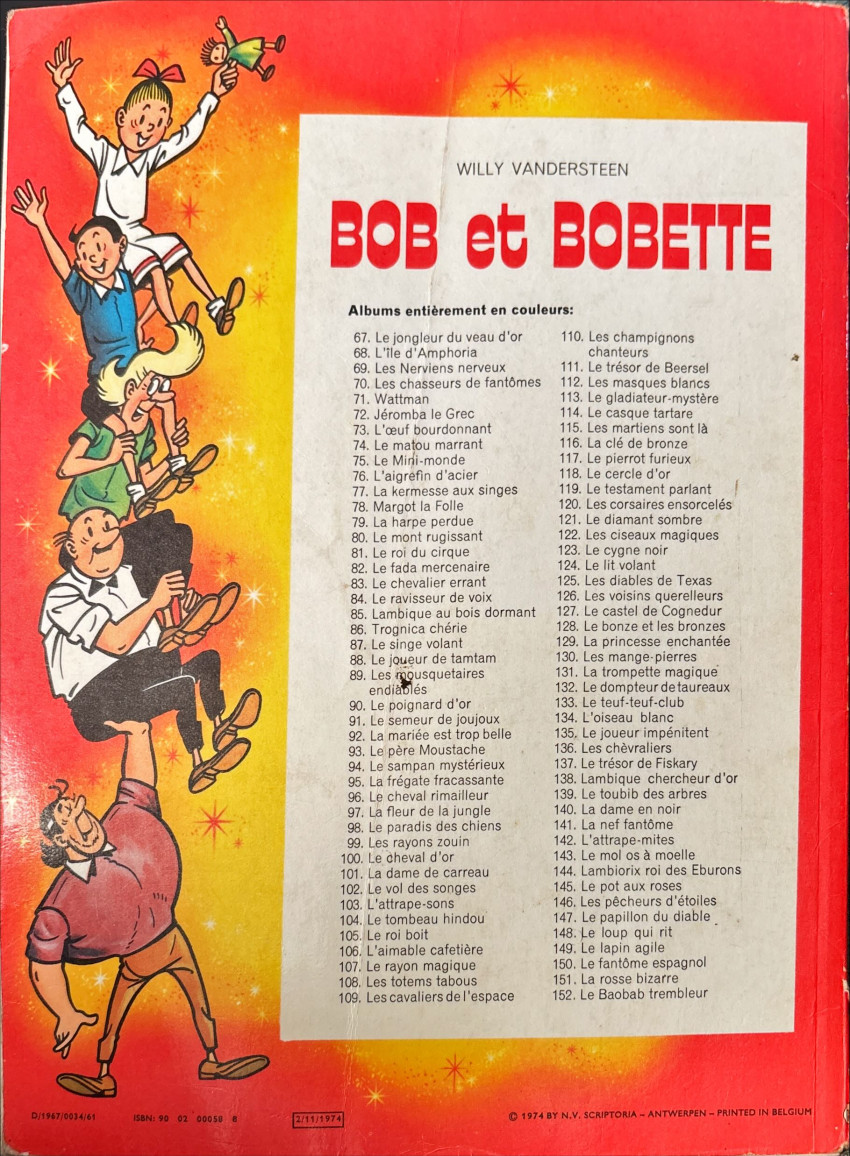 WILLY VANDERSTEEN
BOB et BOBETTE
Albums entièrement en couleurs:
67. Le jongleur du veau d'or
68. L'île d'Amphoria
69. Les Nerviens nerveux
70. Les chasseurs de fantômes
71. Wattman
72. Jéromba le Grec
73. L'œuf bourdonnant
74. Le matou marrant
75. Le Mini-monde
76. L'aigrefin d'acier
77. La kermesse aux singes
78. Margot la Folle
79. La harpe perdue
80. Le mont rugissant
81. Le roi du cirque
82. Le fada mercenaire
83. Le chevalier errant
84. Le ravisseur de voix
85. Lambique au bois dormant
86. Trognica chérie
87. Le singe volant
88. Le joueur de tamtam
89. Les mousquetaires
endiablés
90. Le poignard d'or
91. Le semeur de joujoux
92. La mariée est trop belle
93. Le père Moustache
94. Le sampan mystérieux
95. La frégate fracassante
96. Le cheval rimailleur
97. La fleur de la jungle
98. Le paradis des chiens
99. Les rayons zouin
100. Le cheval d'or
101. La dame de carreau
102. Le vol des songes
103. L'attrape-sons
104. Le tombeau hindou
105. Le roi boit
106. L'aimable cafetière
107. Le rayon magique
108. Les totems tabous
109. Les cavaliers de l'espace
110. Les champignons
chanteurs
111. Le trésor de Beersel
112. Les masques blancs
113. Le gladiateur-mystère
114. Le casque tartare
115. Les martiens sont là
116. La clé de bronze
117. Le pierrot furieux
118. Le cercle d'or
119. Le testament parlant
120. Les corsaires ensorcelés
121. Le diamant sombre
122. Les ciseaux magiques
123. Le cygne noir
124. Le lit volant
125. Les diables de Texas
126. Les voisins querelleurs
127. Le castel de Cognedur
128. Le bonze et les bronzes
129. La princesse enchantée
130. Les mange-pierres
131. La trompette magique
132. Le dompteur de taureaux
133. Le teuf-teuf-club
134. L'oiseau blanc
135. Le joueur impénitent
136. Les chèvraliers
137. Le trésor de Fiskary
138. Lambique chercheur d'or
139. Le toubib des arbres
140. La dame en noir
141. La nef fantôme
142. L'attrape-mites
143. Le mol os à moelle
144. Lambiorix roi des Eburons
145. Le pot aux roses
146. Les pêcheurs d'étoiles
147. Le papillon du diable
148. Le loup qui rit
149. Le lapin agile
150. Le fantôme espagnol
151. La rosse bizarre
152. Le Baobab trembleur
D/1967/0034/61 ISBN: 90 02 00058 8 2/11/1974 © 1974 BY N.V. SCRIPTORIA – ANTWERPEN – PRINTED IN BELGIUM